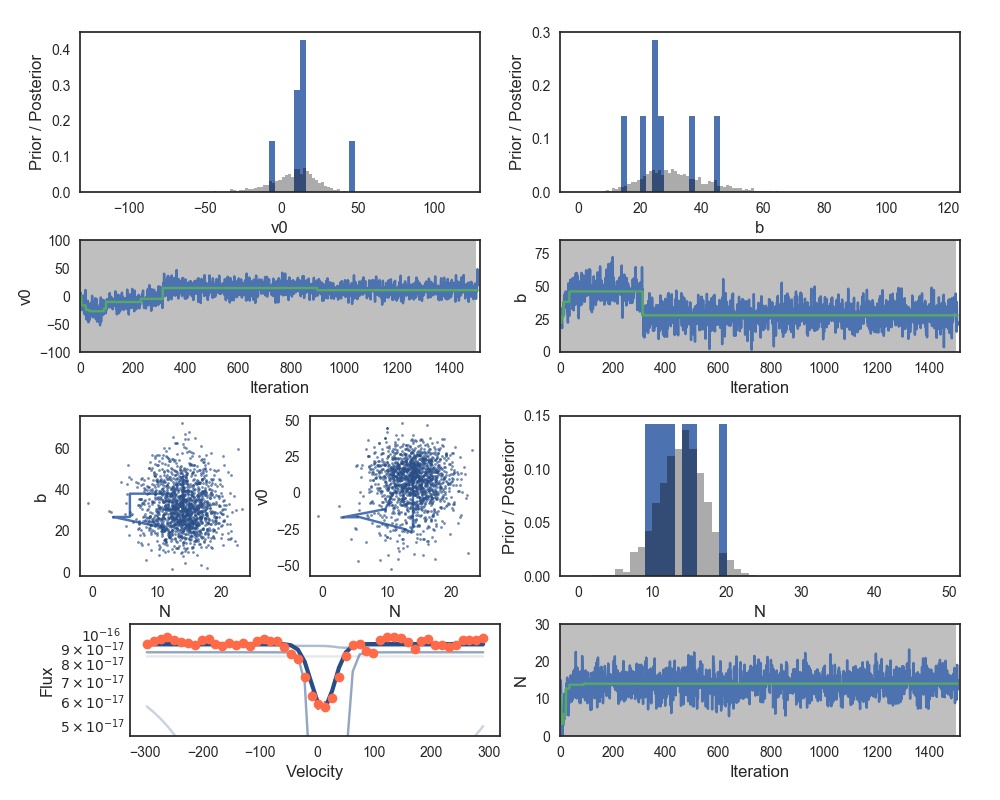 Prior / Posterior
0.4
0.3
0.2
0.1
0.0
−100 −50 0 50 100
v0
Prior / Posterior
0.3
0.2
0.1
0.0
0 20 40 60 80 100 120
b
v0
100
50
0
−50
−100
0 200 400 600 800 1000 1200 1400
Iteration
b
75
50
25
0
0 200 400 600 800 1000 1200 1400
Iteration
b
60
40
20
0
0 10 20
N
v0
50
25
0
−25
−50
0 10 20
N
Prior / Posterior
0.15
0.10
0.05
0.00
0 10 20 30 40 50
N
Flux
10−16
9 × 10−17
8 × 10−17
7 × 10−17
6 × 10−17
5 × 10−17
−300 −200 −100 0 100 200 300
Velocity
N
30
20
10
0
0 200 400 600 800 1000 1200 1400
Iteration